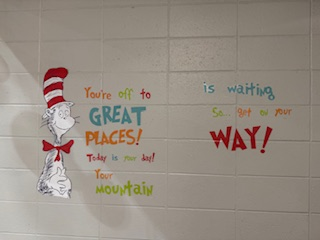 You're off to
GREAT
PLACES!
Today is your day!
Your
MOUNTAIN
is waiting
So... get on your
WAY!